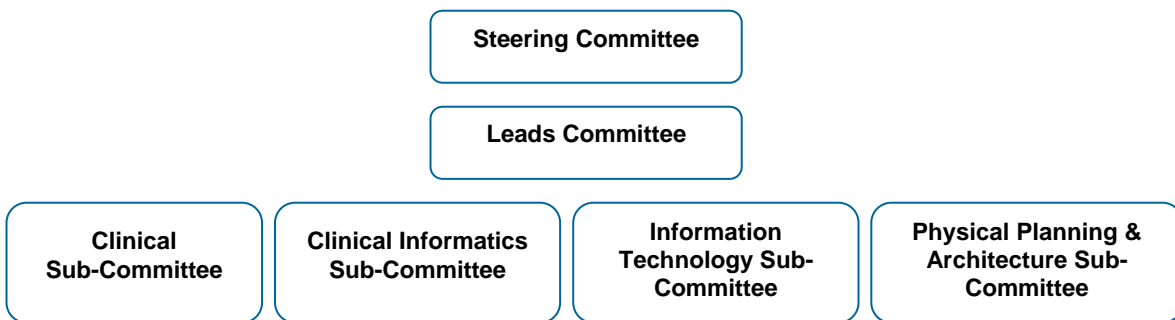 Steering Committee
Leads Committee
Clinical
Sub-Committee
Clinical Informatics
Sub-Committee
Information
Technology Sub-
Committee
Physical Planning &
Architecture Sub-
Committee